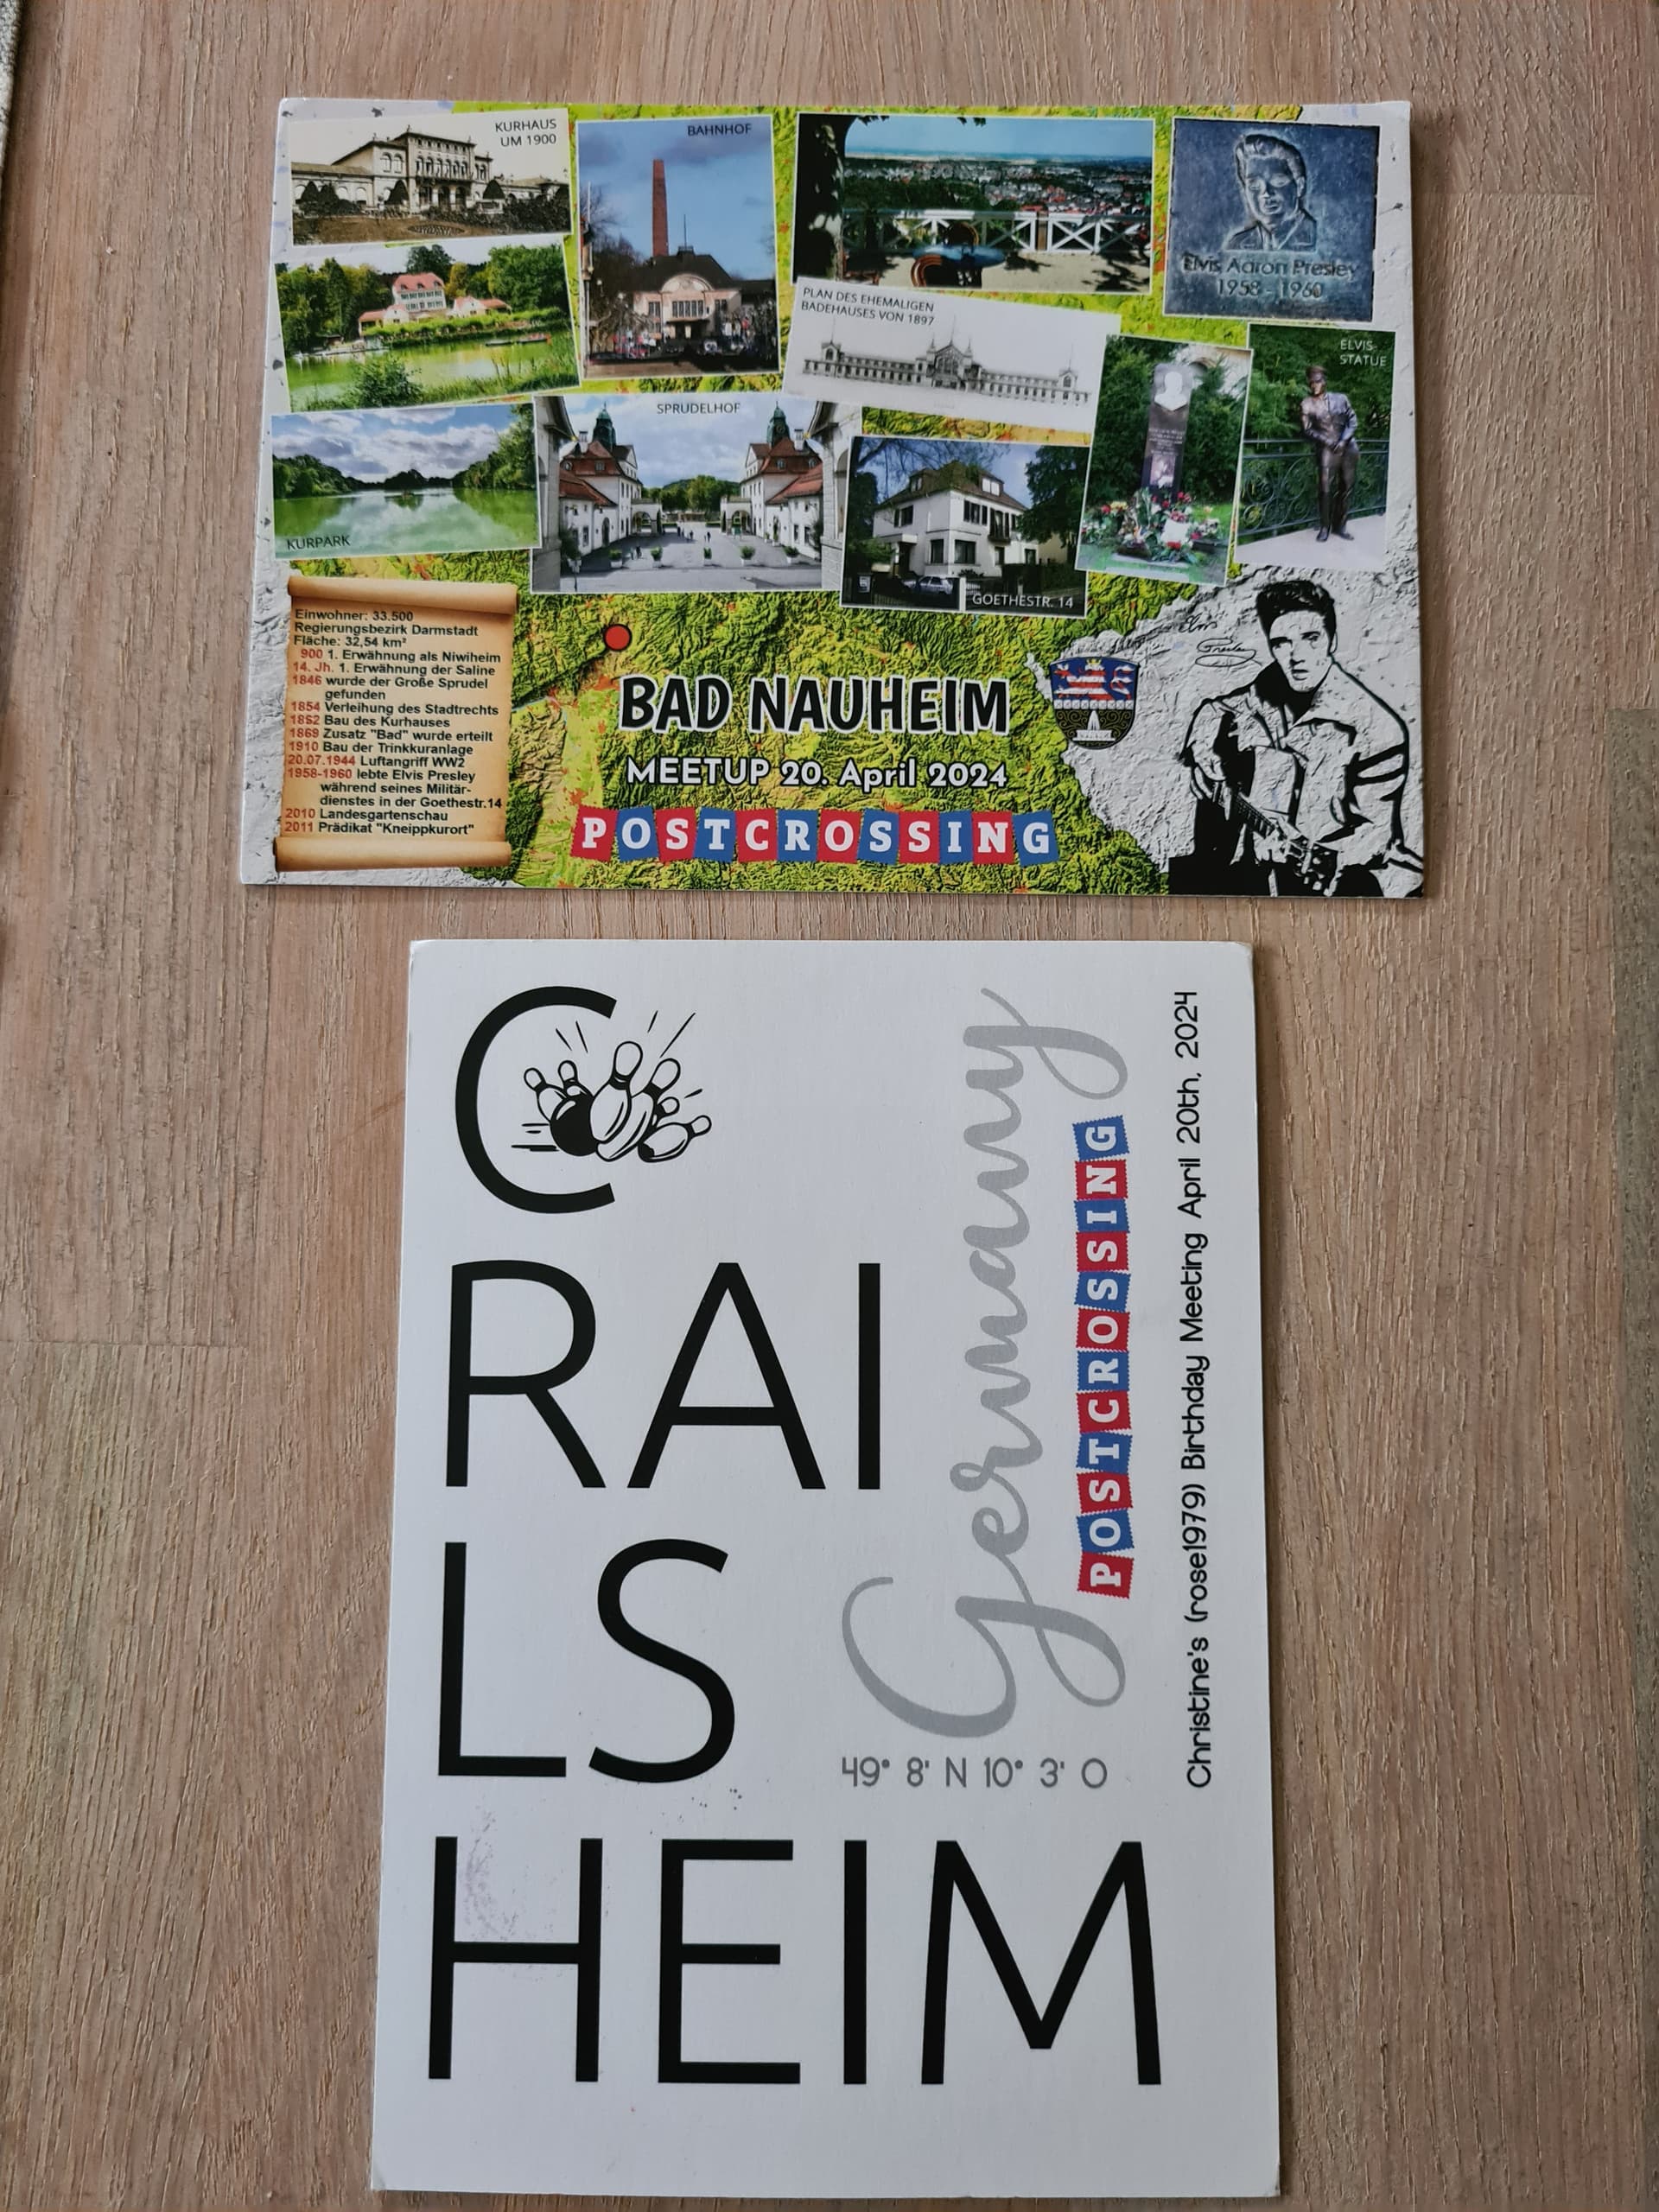 KURHAUS
UM 1900
BAHNHOF
Elvis Aaron Presley
1958 - 1960
PLAN DES EHEMALIGEN
BADEHAUSES VON 1897
ELVIS-
STATUE
SPRUDELHOF
KURPARK
GOETHESTR. 14
Einwohner: 33.500
Regierungsbezirk Darmstadt
Fläche: 32,54 km²
900 1. Erwähnung als Niwiheim
14. Jh. 1. Erwähnung der Saline
1846 wurde der Große Sprudel
gefunden
1854 Verleihung des Stadtrechts
18S2 Bau des Kurhauses
1869 Zusatz "Bad" wurde erteilt
1910 Bau der Trinkkuranlage
20.07.1944 Luftangriff WW2
1958-1960 lebte Elvis Presley
während seines Militär-
dienstes in der Goethestr.14
2010 Landesgartenschau
2011 Prädikat "Kneippkurort"
Elvis
Presley
BAD NAUHEIM
MEETUP 20. April 2024
POSTCROSSING
C
RAI
LS
HEIM
Germany
POSTCROSSING
Christine's (rose1979) Birthday Meeting April 20th, 2024
49° 8' N 10° 3' O